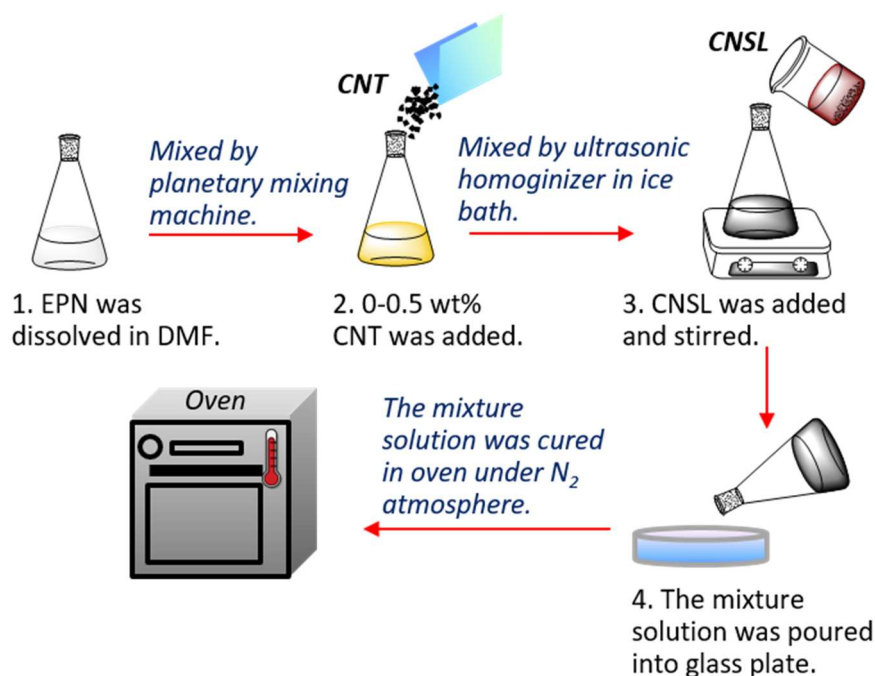 CNT
CNSL
Mixed by
planetary mixing
machine.
Mixed by ultrasonic
homoginizer in ice
bath.
1. EPN was
dissolved in DMF.
2. 0-0.5 wt%
CNT was added.
3. CNSL was added
and stirred.
Oven
The mixture
solution was cured
in oven under N₂
atmosphere.
4. The mixture
solution was poured
into glass plate.